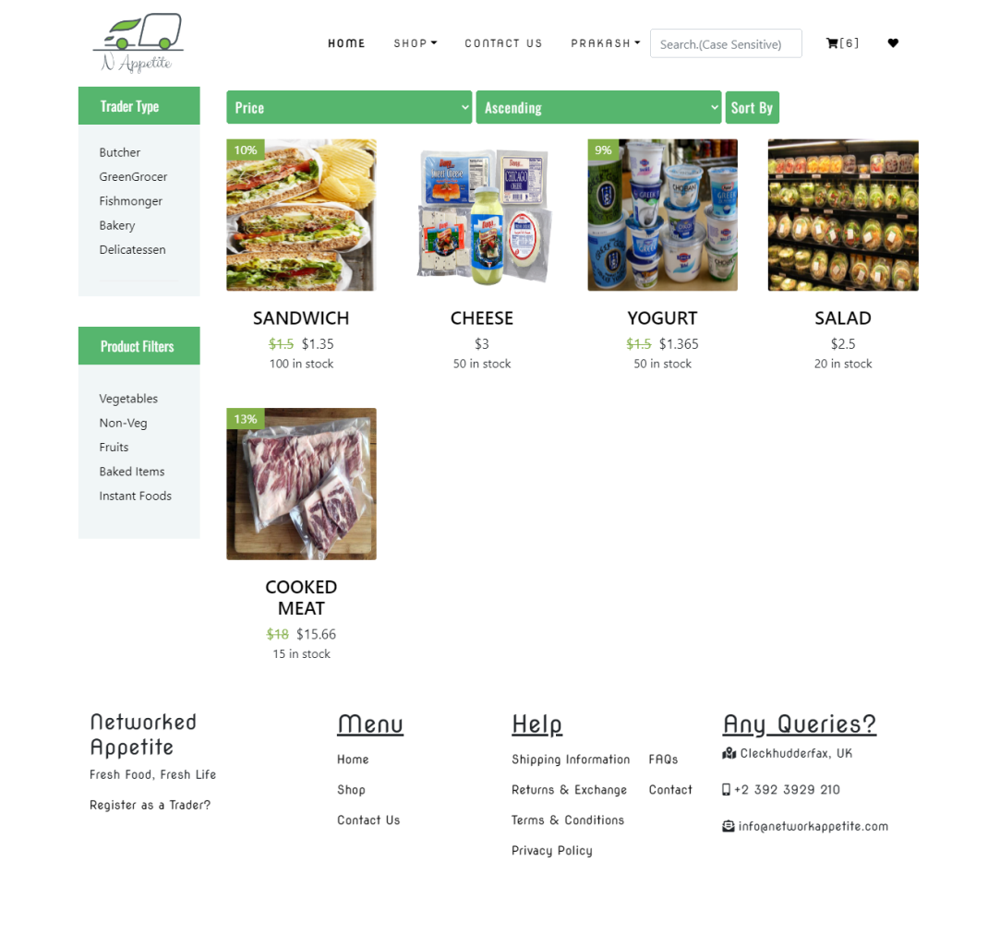 N Appetite
HOME
SHOP
CONTACT US
PRAKASH
Search.(Case Sensitive)
[6]
Trader Type
Butcher
GreenGrocer
Fishmonger
Bakery
Delicatessen
Product Filters
Vegetables
Non-Veg
Fruits
Baked Items
Instant Foods
Price
Ascending
Sort By
10%
CHICAGO
CHEESE
9%
CHOBANI
GREEK
SANDWICH
$1.5 $1.35
100 in stock
CHEESE
$3
50 in stock
YOGURT
$1.5 $1.365
50 in stock
SALAD
$2.5
20 in stock
13%
COOKED
MEAT
$18 $15.66
15 in stock
Networked
Appetite
Fresh Food, Fresh Life
Register as a Trader?
Menu
Home
Shop
Contact Us
Help
Shipping Information
Returns & Exchange
Terms & Conditions
Privacy Policy
FAQs
Contact
Any Queries?
Cleckhudderfax, UK
+2 392 3929 210
info@networkappetite.com